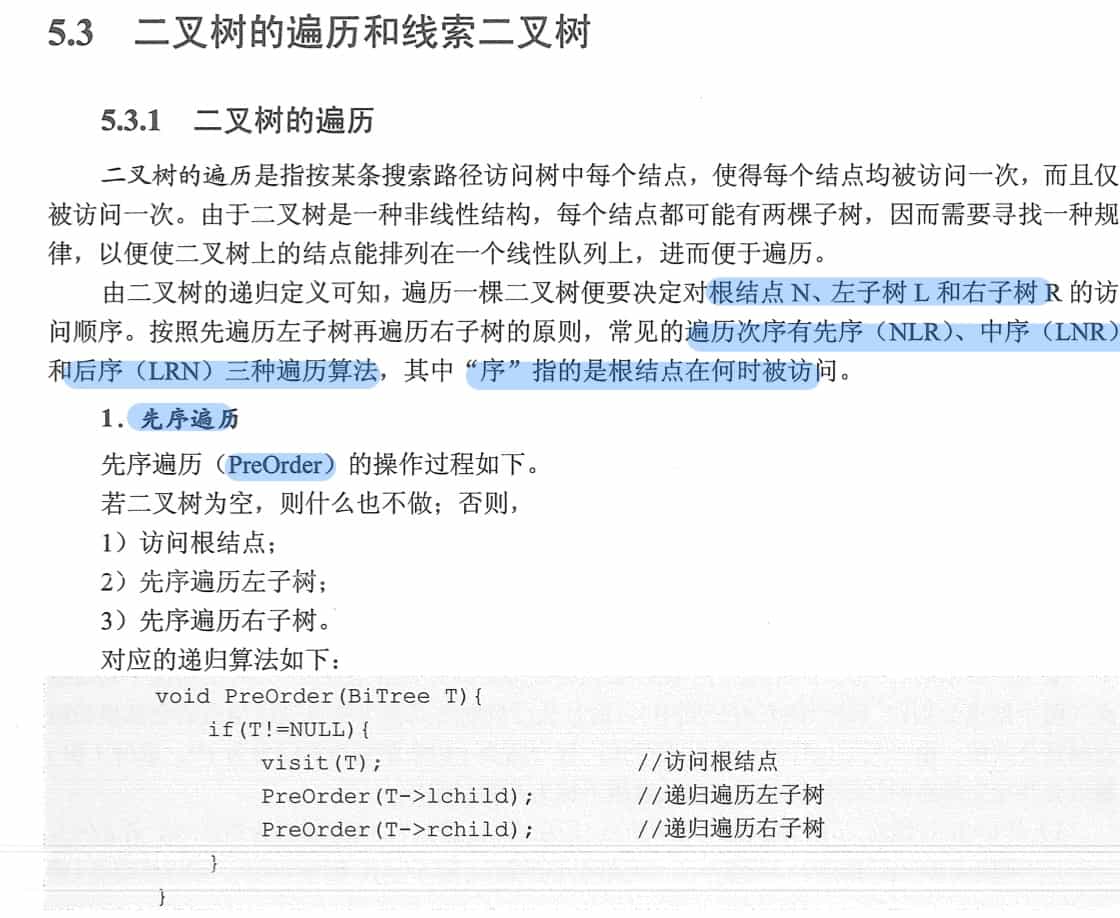 5.3 二叉树的遍历和线索二叉树
5.3.1 二叉树的遍历
二叉树的遍历是指按某条搜索路径访问树中每个结点，使得每个结点均被访问一次，而且仅
被访问一次。由于二叉树是一种非线性结构，每个结点都可能有两棵子树，因而需要寻找一种规
律，以便使二叉树上的结点能排列在一个线性队列上，进而便于遍历。
由二叉树的递归定义可知，遍历一棵二叉树便要决定对根结点 N、左子树 L 和右子树 R 的访
问顺序。按照先遍历左子树再遍历右子树的原则，常见的遍历次序有先序（NLR）、中序（LNR）
和后序（LRN）三种遍历算法，其中“序”指的是根结点在何时被访问。
1. 先序遍历
先序遍历（PreOrder）的操作过程如下。
若二叉树为空，则什么也不做；否则，
1）访问根结点；
2）先序遍历左子树；
3）先序遍历右子树。
对应的递归算法如下：
void PreOrder(BiTree T){
if(T!=NULL){
visit(T); //访问根结点
PreOrder(T->lchild); //递归遍历左子树
PreOrder(T->rchild); //递归遍历右子树
}
}